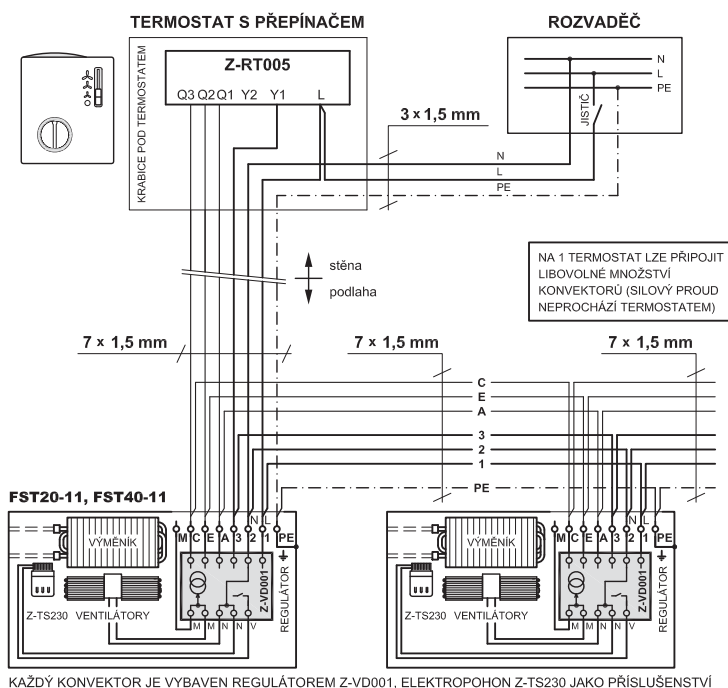 TERMOSTAT S PŘEPÍNAČEM
ROZVADĚČ
KRABICE POD TERMOSTATEM
Z-RT005
Q3 Q2 Q1 Y2 Y1 L
N
L
PE
JISTIČ
3 x 1,5 mm
N
L
PE
stěna
podlaha
NA 1 TERMOSTAT LZE PŘIPOJIT
LIBOVOLNÉ MNOŽSTVÍ
KONVEKTORŮ (SILOVÝ PROUD
NEPROCHÁZÍ TERMOSTATEM)
7 x 1,5 mm
7 x 1,5 mm
7 x 1,5 mm
C
E
A
3
2
1
PE
FST20-11, FST40-11
N L
M C E A 3 2 1 PE
VÝMĚNÍK
Z-VD001
REGULÁTOR
Z-TS230 VENTILÁTORY
M M N N V
N L
M C E A 3 2 1 PE
VÝMĚNÍK
Z-VD001
REGULÁTOR
Z-TS230 VENTILÁTORY
M M N N V
KAŽDÝ KONVEKTOR JE VYBAVEN REGULÁTOREM Z-VD001, ELEKTROPOHON Z-TS230 JAKO PŘÍSLUŠENSTVÍ